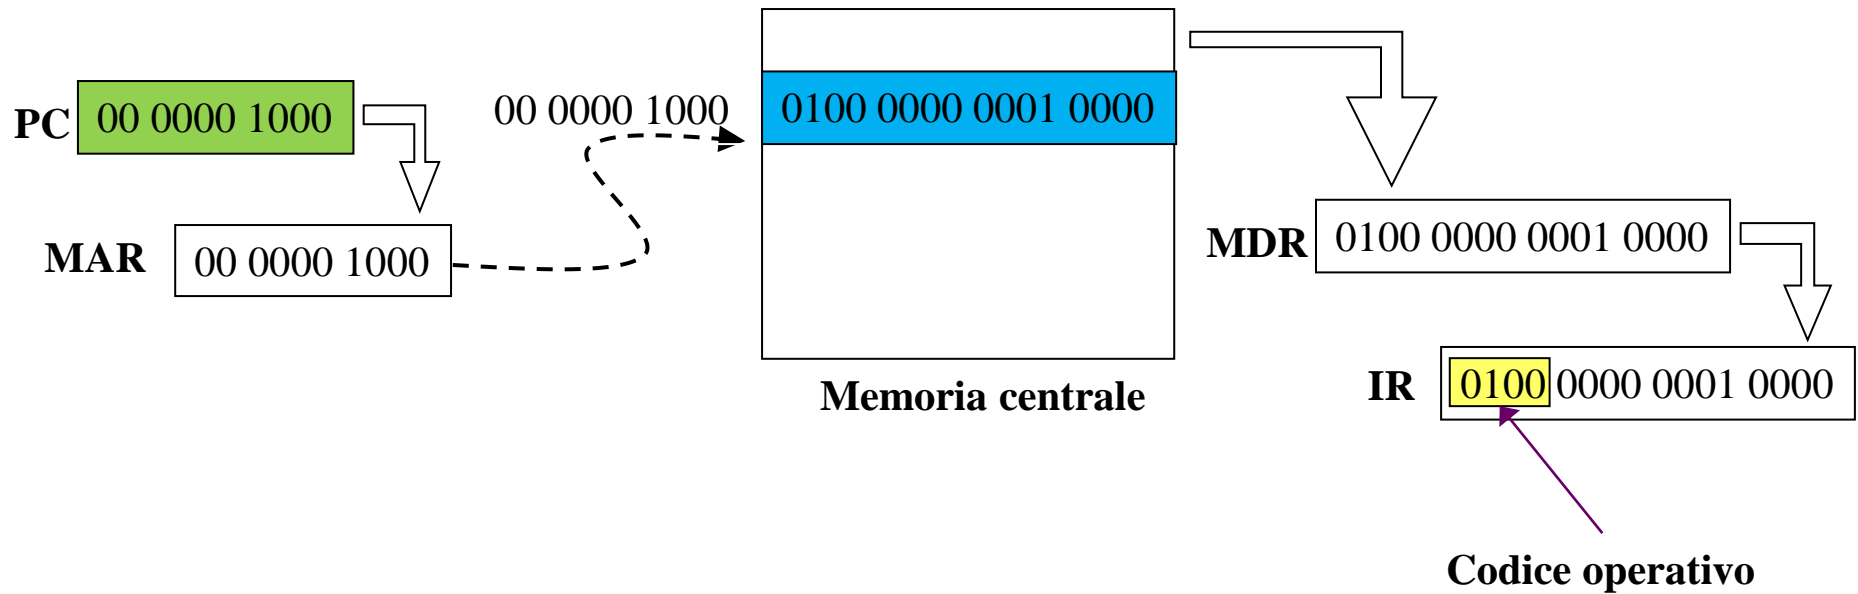 PC 00 0000 1000
00 0000 1000
0100 0000 0001 0000
MAR 00 0000 1000
MDR 0100 0000 0001 0000
Memoria centrale
IR 0100 0000 0001 0000
Codice operativo